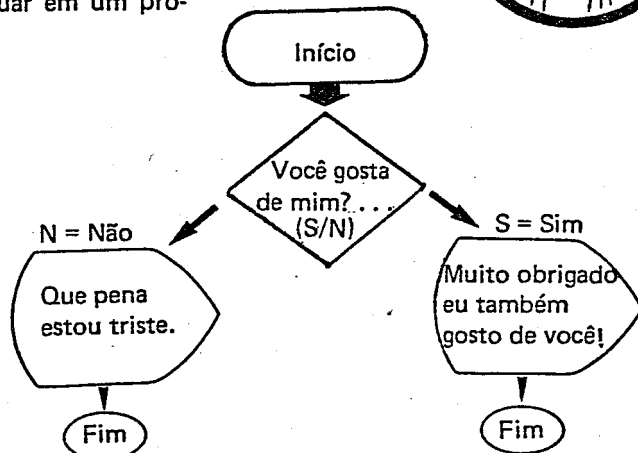 uar em um pro-
Início
Você gosta
de mim?...
(S/N)
N = Não
Que pena
estou triste.
Fim
S = Sim
Muito obrigado
eu também
gosto de você!
Fim